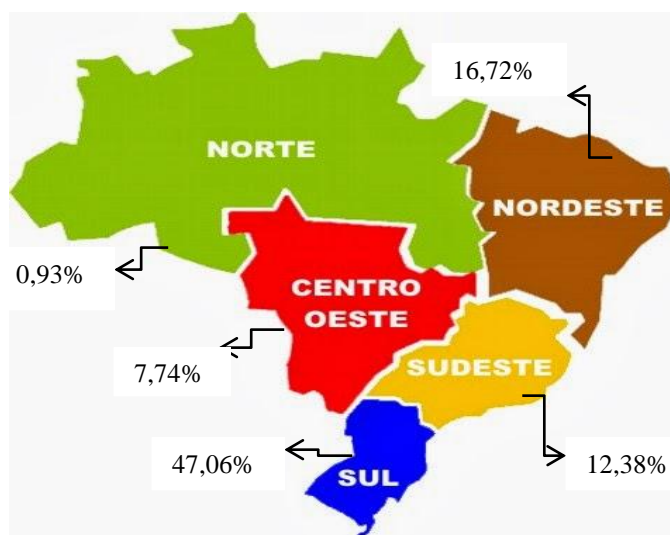 16,72%
NORTE
NORDESTE
0,93%
CENTRO
OESTE
7,74%
SUDESTE
47,06%
12,38%
SUL